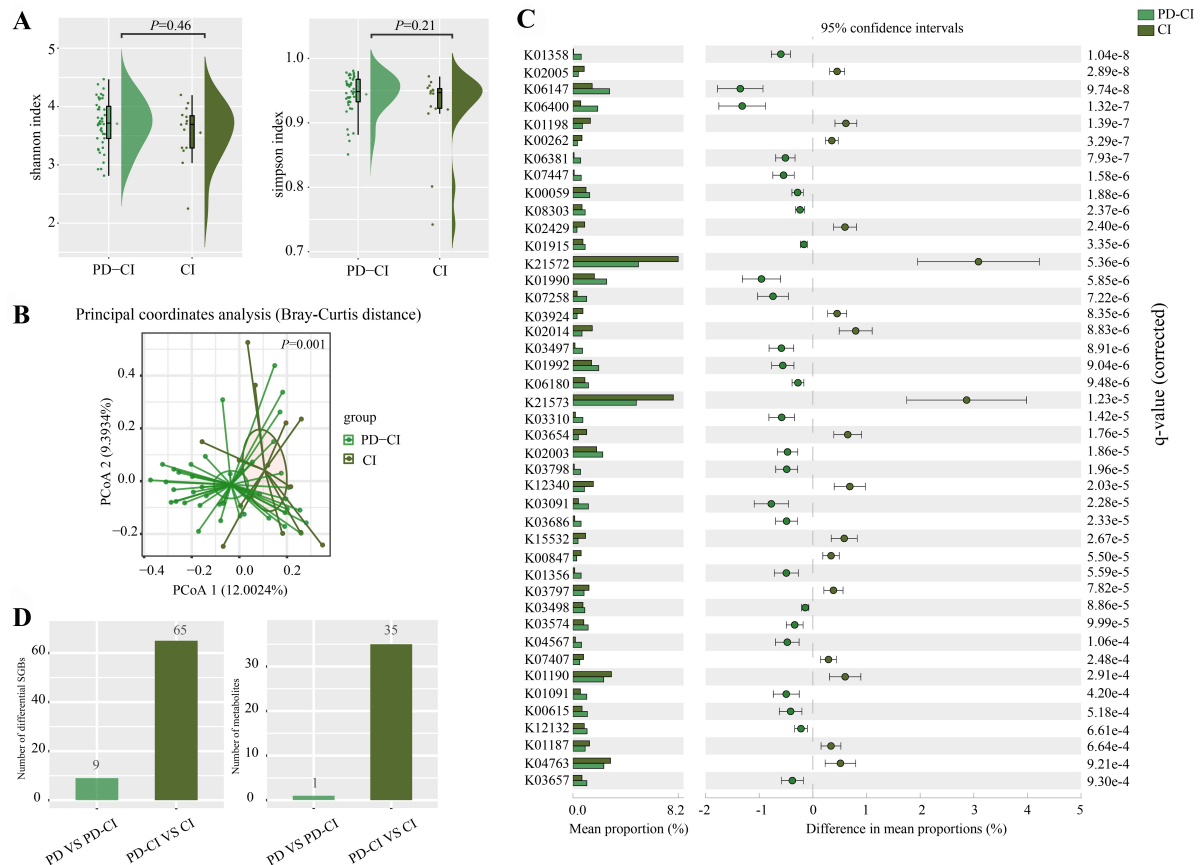 A
P=0.46
shannon index
5
4
3
2
PD−CI
CI
P=0.21
simpson index
1.0
0.9
0.8
0.7
PD−CI
CI
B
Principal coordinates analysis (Bray-Curtis distance)
P=0.001
PCoA 2 (9.3934%)
0.4
0.2
0.0
−0.2
−0.4
−0.2
0.0
0.2
PCoA 1 (12.0024%)
group
PD−CI
CI
C
95% confidence intervals
PD-CI
CI
K01358 1.04e-8
K02005 2.89e-8
K06147 9.74e-8
K06400 1.32e-7
K01198 1.39e-7
K00262 3.29e-7
K06381 7.93e-7
K07447 1.58e-6
K00059 1.88e-6
K08303 2.37e-6
K02429 2.40e-6
K01915 3.35e-6
K21572 5.36e-6
K01990 5.85e-6
K07258 7.22e-6
K03924 8.35e-6
K02014 8.83e-6
K03497 8.91e-6
K01992 9.04e-6
K06180 9.48e-6
K21573 1.23e-5
K03310 1.42e-5
K03654 1.76e-5
K02003 1.86e-5
K03798 1.96e-5
K12340 2.03e-5
K03091 2.28e-5
K03686 2.33e-5
K15532 2.67e-5
K00847 5.50e-5
K01356 5.59e-5
K03797 7.82e-5
K03498 8.86e-5
K03574 9.99e-5
K04567 1.06e-4
K07407 2.48e-4
K01190 2.91e-4
K01091 4.20e-4
K00615 5.18e-4
K12132 6.61e-4
K01187 6.64e-4
K04763 9.21e-4
K03657 9.30e-4
q-value (corrected)
0.0 8.2
Mean proportion (%)
-2 -1 0 1 2 3 4 5
Difference in mean proportions (%)
D
Number of differential SGBs
60
40
20
0
9
65
PD VS PD-CI
PD-CI VS CI
Number of metabolites
30
20
10
0
1
35
PD VS PD-CI
PD-CI VS CI